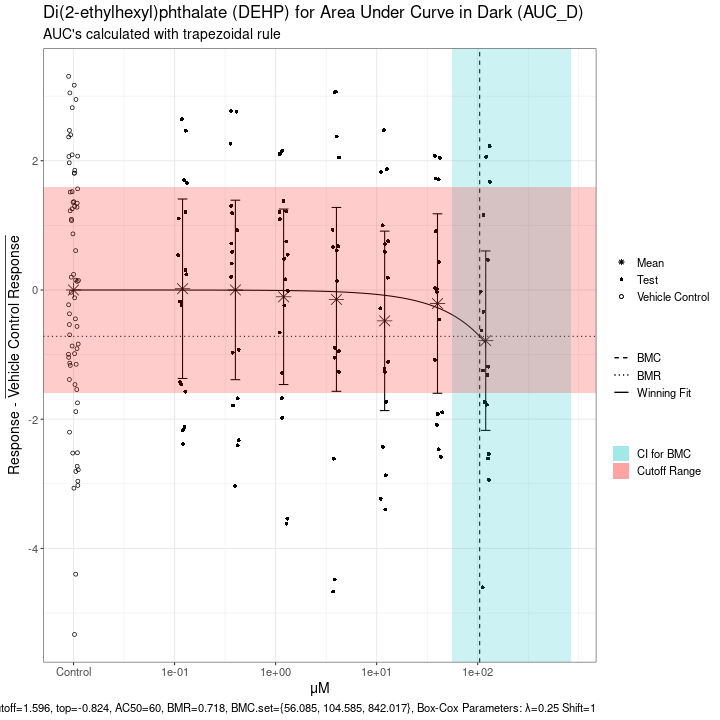 Di(2-ethylhexyl)phthalate (DEHP) for Area Under Curve in Dark (AUC_D)
AUC's calculated with trapezoidal rule
Response - Vehicle Control Response
2
0
-2
-4
Control
1e-01
1e+00
1e+01
1e+02
μM
Mean
Test
Vehicle Control
BMC
BMR
Winning Fit
CI for BMC
Cutoff Range
toff=1.596, top=-0.824, AC50=60, BMR=0.718, BMC.set={56.085, 104.585, 842.017}, Box-Cox Parameters: λ=0.25 Shift=1